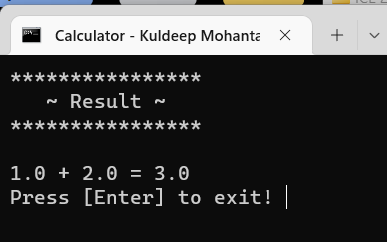 Calculator - Kuldeep Mohanta
****************
~ Result ~
****************
1.0 + 2.0 = 3.0
Press [Enter] to exit!